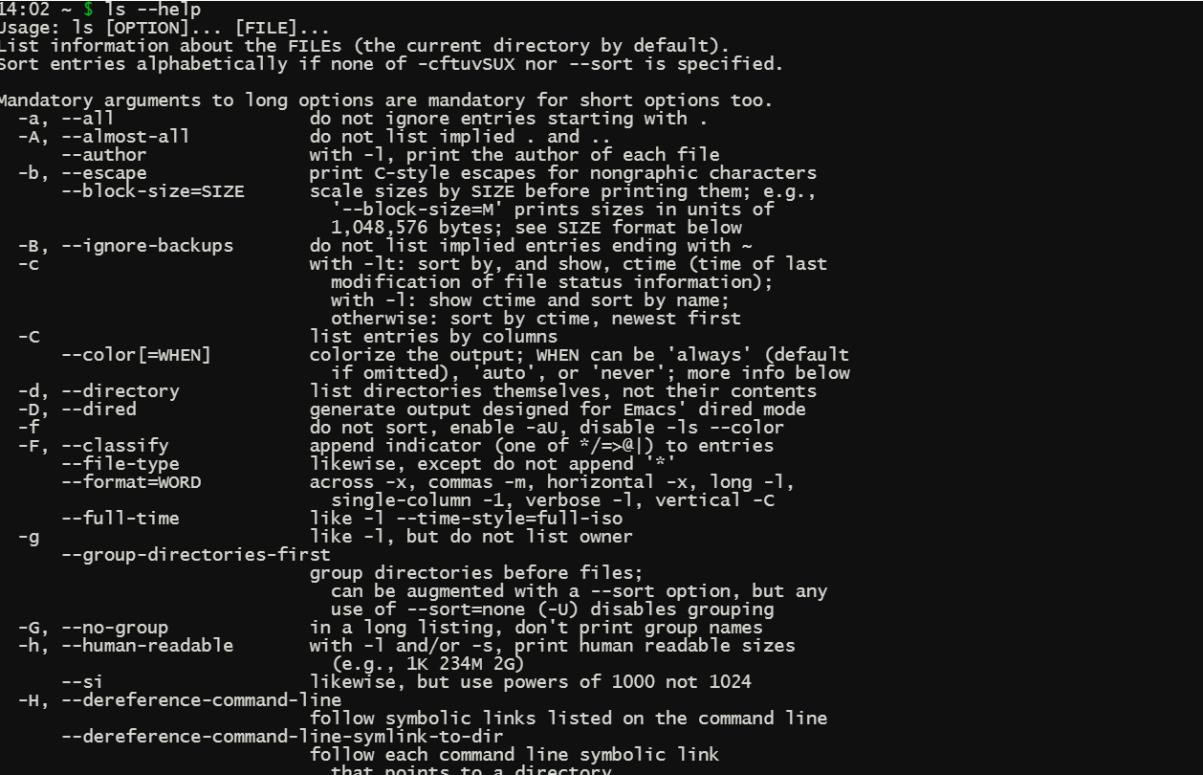 14:02 ~ $ ls --help
Usage: ls [OPTION]... [FILE]...
List information about the FILEs (the current directory by default).
Sort entries alphabetically if none of -cftuvSUX nor --sort is specified.

Mandatory arguments to long options are mandatory for short options too.
  -a, --all                  do not ignore entries starting with .
  -A, --almost-all           do not list implied . and ..
      --author               with -l, print the author of each file
  -b, --escape               print C-style escapes for nongraphic characters
      --block-size=SIZE      scale sizes by SIZE before printing them; e.g.,
                               '--block-size=M' prints sizes in units of
                               1,048,576 bytes; see SIZE format below
  -B, --ignore-backups       do not list implied entries ending with ~
  -c                         with -lt: sort by, and show, ctime (time of last
                               modification of file status information);
                               with -l: show ctime and sort by name;
                               otherwise: sort by ctime, newest first
  -C                         list entries by columns
      --color[=WHEN]         colorize the output; WHEN can be 'always' (default
                               if omitted), 'auto', or 'never'; more info below
  -d, --directory            list directories themselves, not their contents
  -D, --dired                generate output designed for Emacs' dired mode
  -f                         do not sort, enable -aU, disable -ls --color
  -F, --classify             append indicator (one of */=>@|) to entries
      --file-type            likewise, except do not append '*'
      --format=WORD          across -x, commas -m, horizontal -x, long -l,
                               single-column -1, verbose -l, vertical -C
      --full-time            like -l --time-style=full-iso
  -g                         like -l, but do not list owner
      --group-directories-first
                             group directories before files;
                               can be augmented with a --sort option, but any
                               use of --sort=none (-U) disables grouping
  -G, --no-group             in a long listing, don't print group names
  -h, --human-readable       with -l and/or -s, print human readable sizes
                               (e.g., 1K 234M 2G)
      --si                   likewise, but use powers of 1000 not 1024
  -H, --dereference-command-line
                             follow symbolic links listed on the command line
      --dereference-command-line-symlink-to-dir
                             follow each command line symbolic link
                               that points to a directory